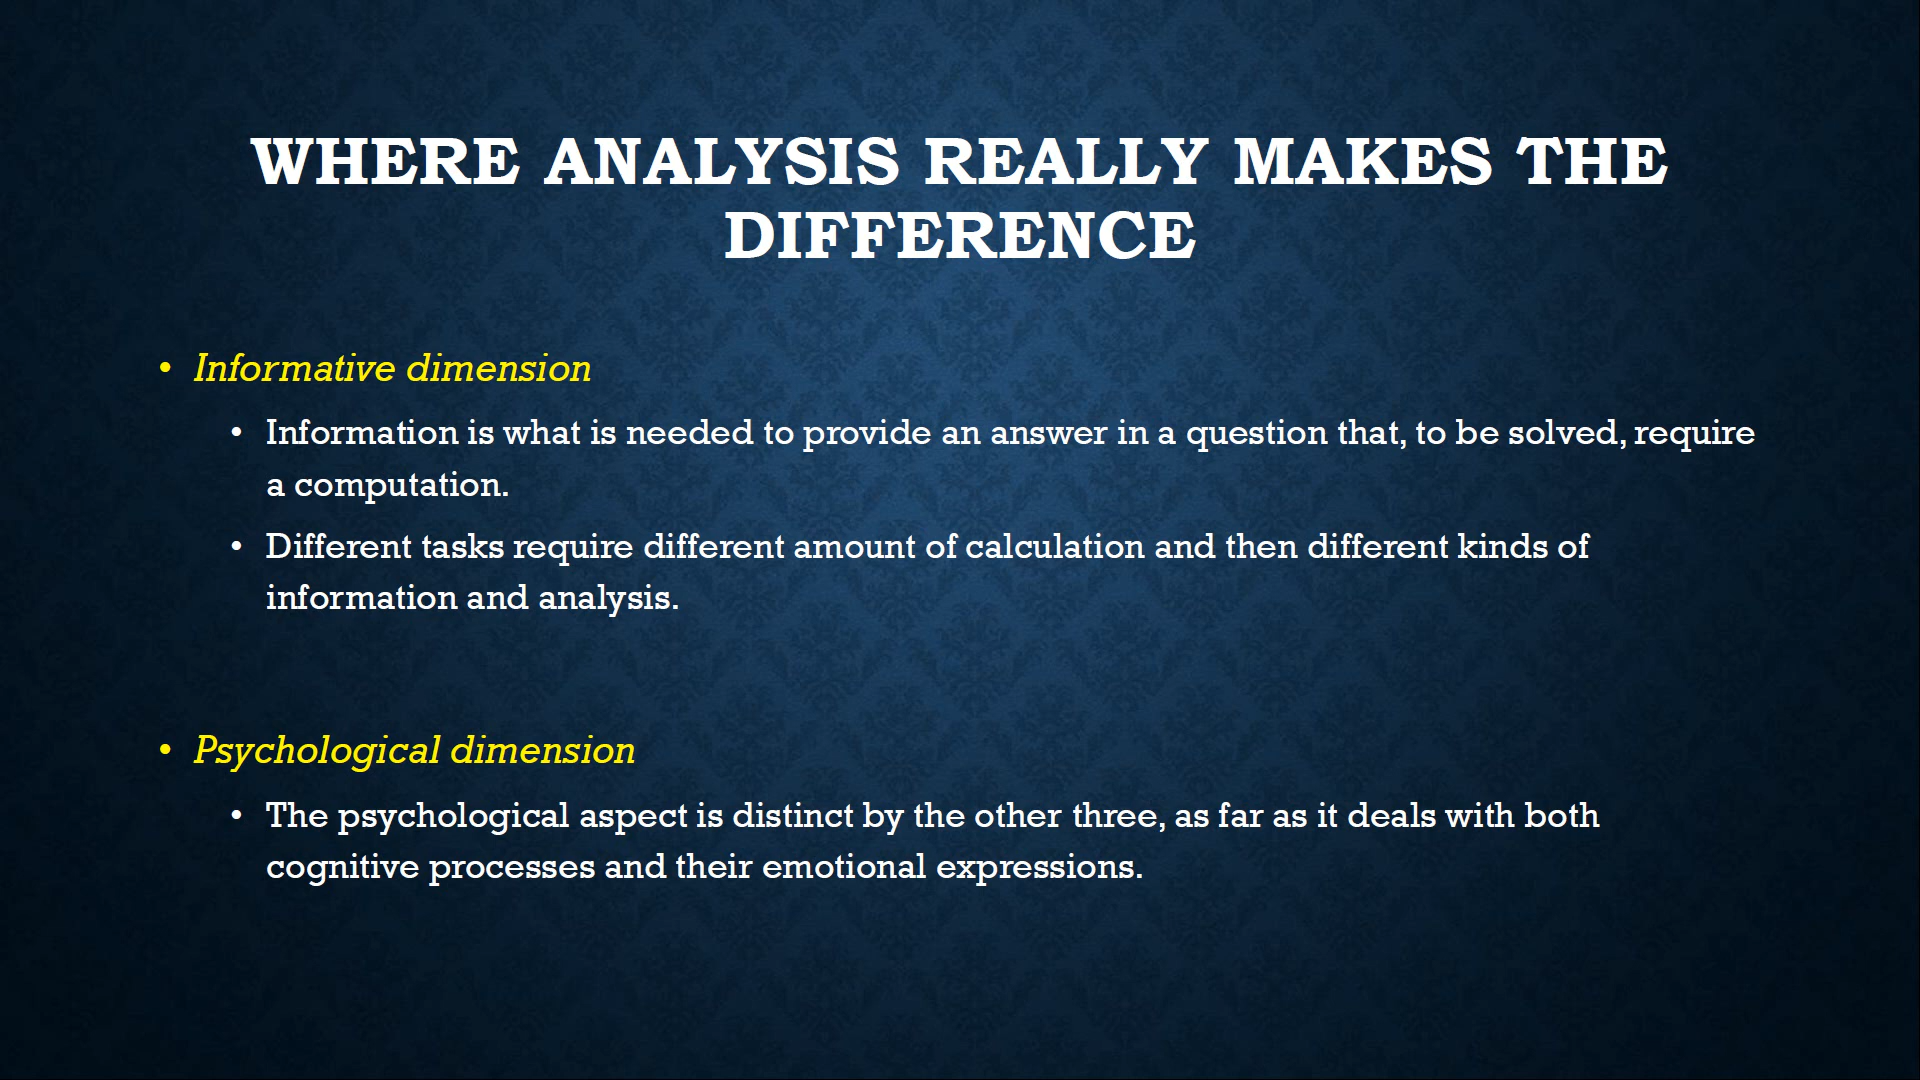 WHERE ANALYSIS REALLY MAKES THE
DIFFERENCE
• Informative dimension
• Information is what is needed to provide an answer in a question that, to be solved, require
a computation.
• Different tasks require different amount of calculation and then different kinds of
information and analysis.
• Psychological dimension
• The psychological aspect is distinct by the other three, as far as it deals with both
cognitive processes and their emotional expressions.